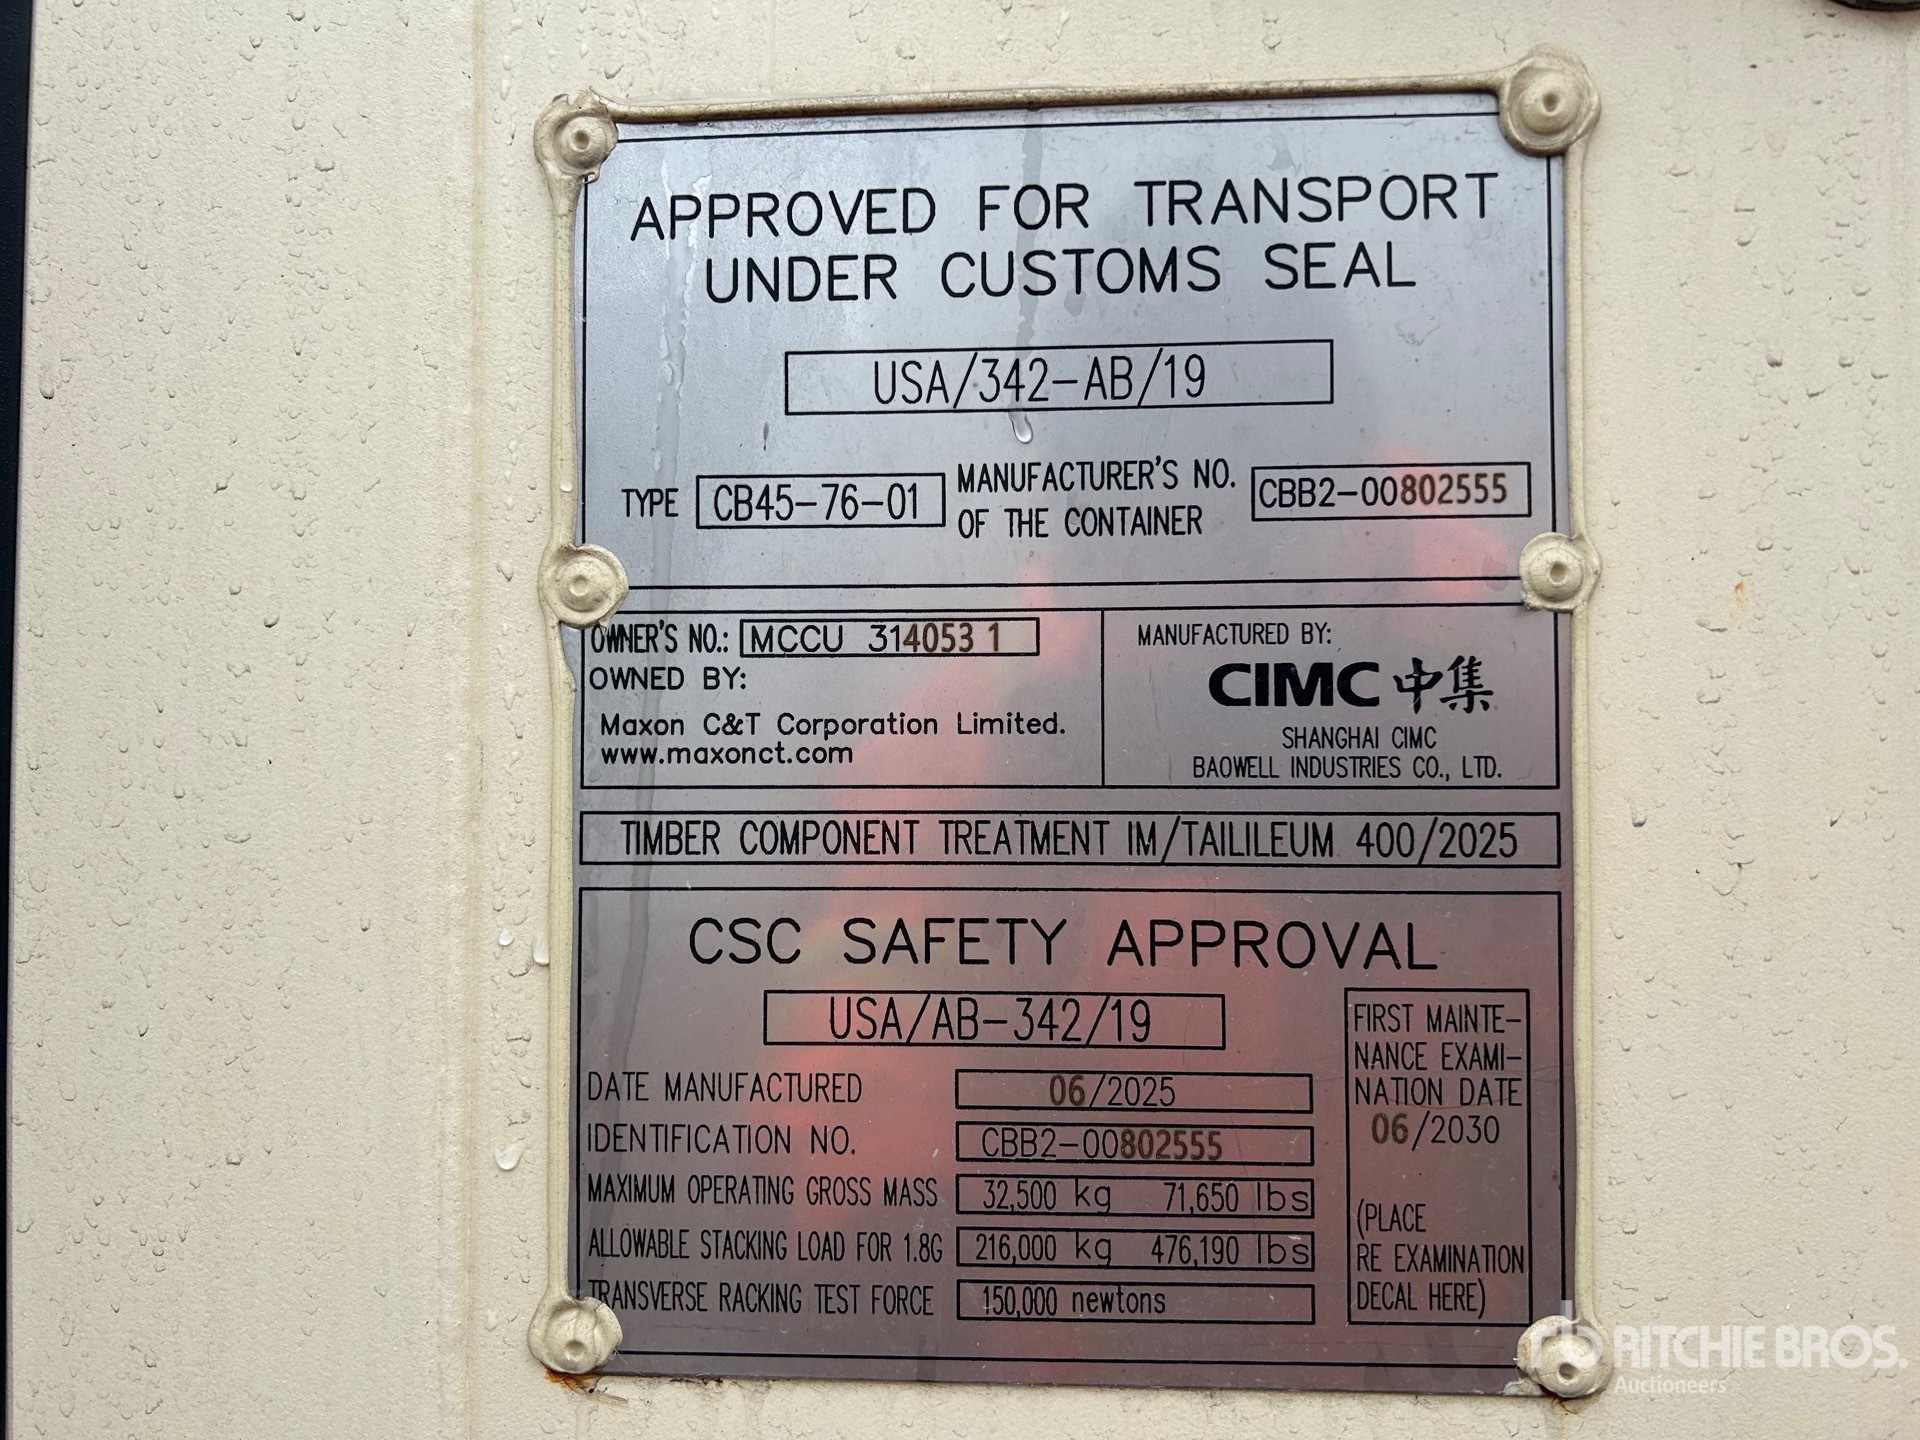 APPROVED FOR TRANSPORT
UNDER CUSTOMS SEAL
USA/342-AB/19
TYPE CB45-76-01 MANUFACTURER'S NO. OF THE CONTAINER CBB2-00802555
OWNER'S NO.: MCCU 314053 1
OWNED BY:
Maxon C&T Corporation Limited.
www.maxonct.com
MANUFACTURED BY:
CIMC 中集
SHANGHAI CIMC
BAOWELL INDUSTRIES CO., LTD.
TIMBER COMPONENT TREATMENT IM/TAILILEUM 400/2025
CSC SAFETY APPROVAL
USA/AB-342/19
DATE MANUFACTURED 06/2025
IDENTIFICATION NO. CBB2-00802555
MAXIMUM OPERATING GROSS MASS 32,500 kg 71,650 lbs
ALLOWABLE STACKING LOAD FOR 1.8G 216,000 kg 476,190 lbs
TRANSVERSE RACKING TEST FORCE 150,000 newtons
FIRST MAINTE-
NANCE EXAMI-
NATION DATE
06/2030
(PLACE
RE EXAMINATION
DECAL HERE)
rb RITCHIE BROS.
Auctioneers